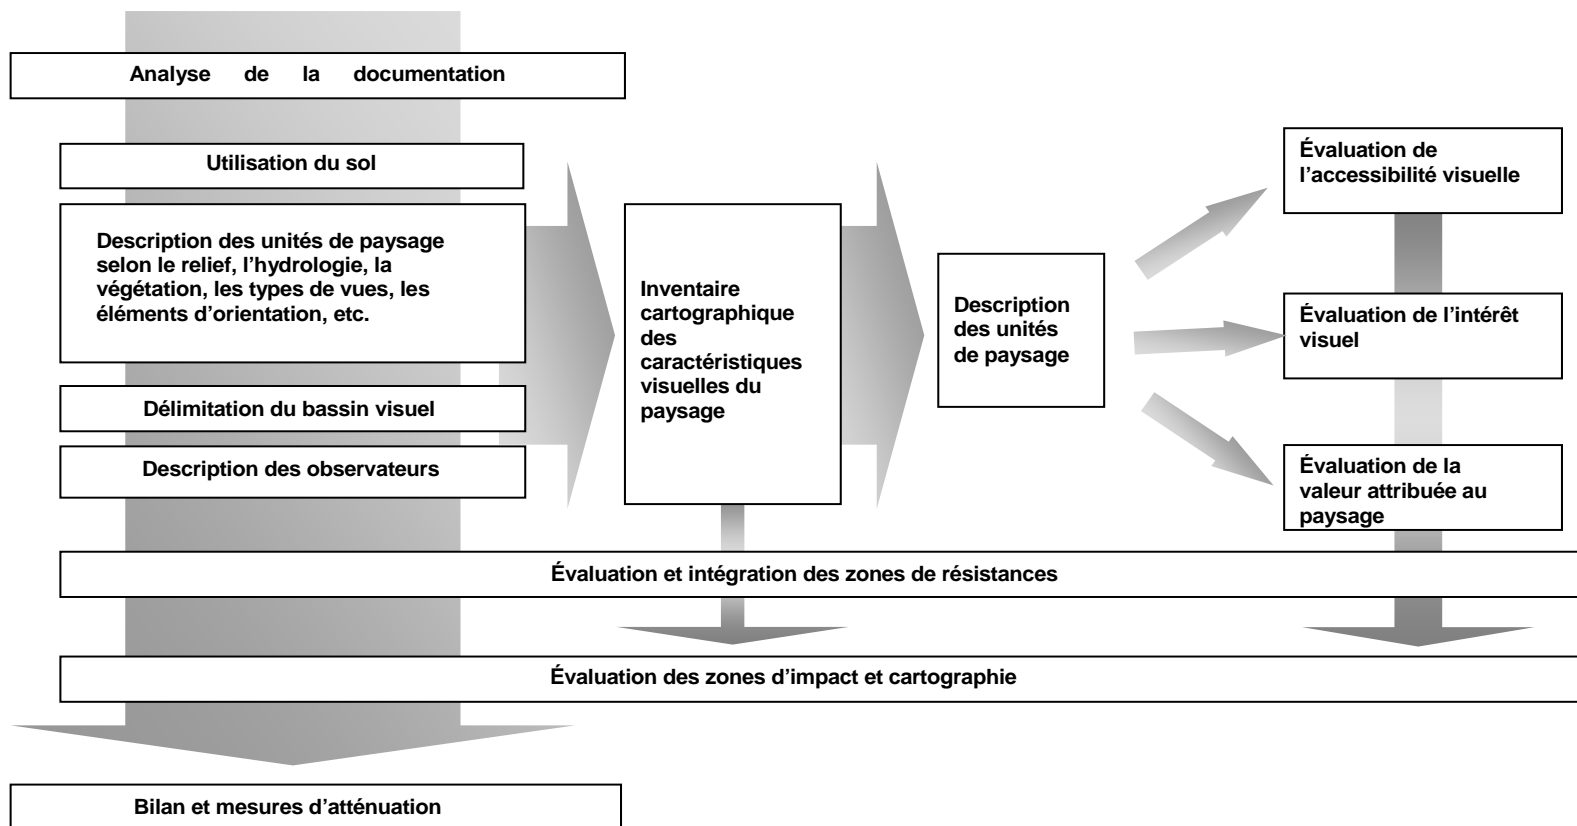 Analyse de la documentation
Utilisation du sol
Description des unités de paysage
selon le relief, l'hydrologie, la
végétation, les types de vues, les
éléments d'orientation, etc.
Délimitation du bassin visuel
Description des observateurs
Inventaire
cartographique
des
caractéristiques
visuelles du
paysage
Description
des unités
de paysage
Évaluation de
l'accessibilité visuelle
Évaluation de l'intérêt
visuel
Évaluation de la
valeur attribuée au
paysage
Évaluation et intégration des zones de résistances
Évaluation des zones d'impact et cartographie
Bilan et mesures d'atténuation